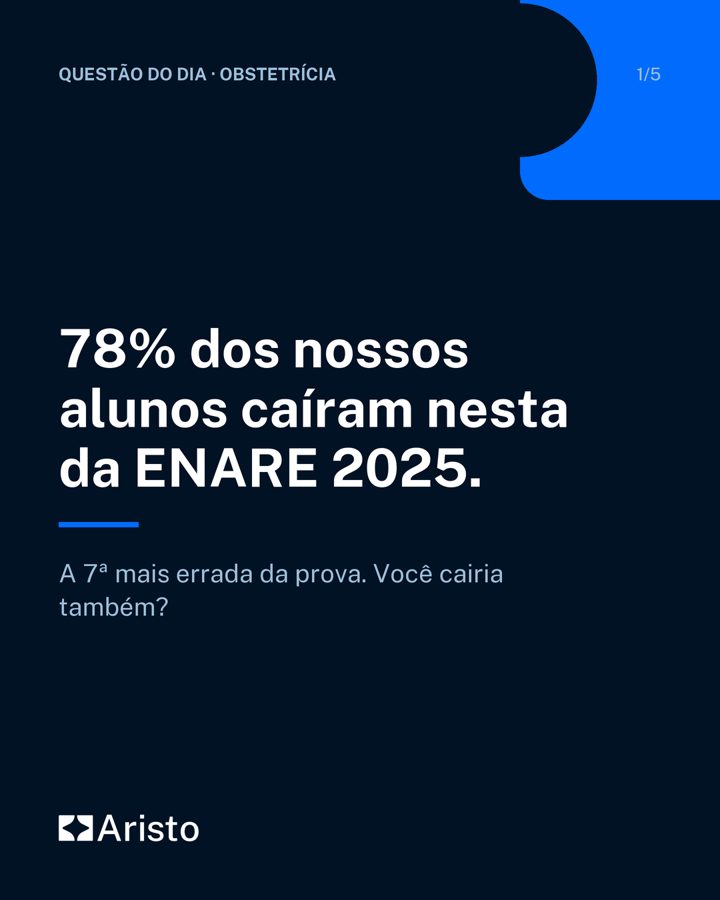 QUESTÃO DO DIA · OBSTETRÍCIA
1/5
78% dos nossos
alunos caíram nesta
da ENARE 2025.
A 7ª mais errada da prova. Você cairia
também?
Aristo